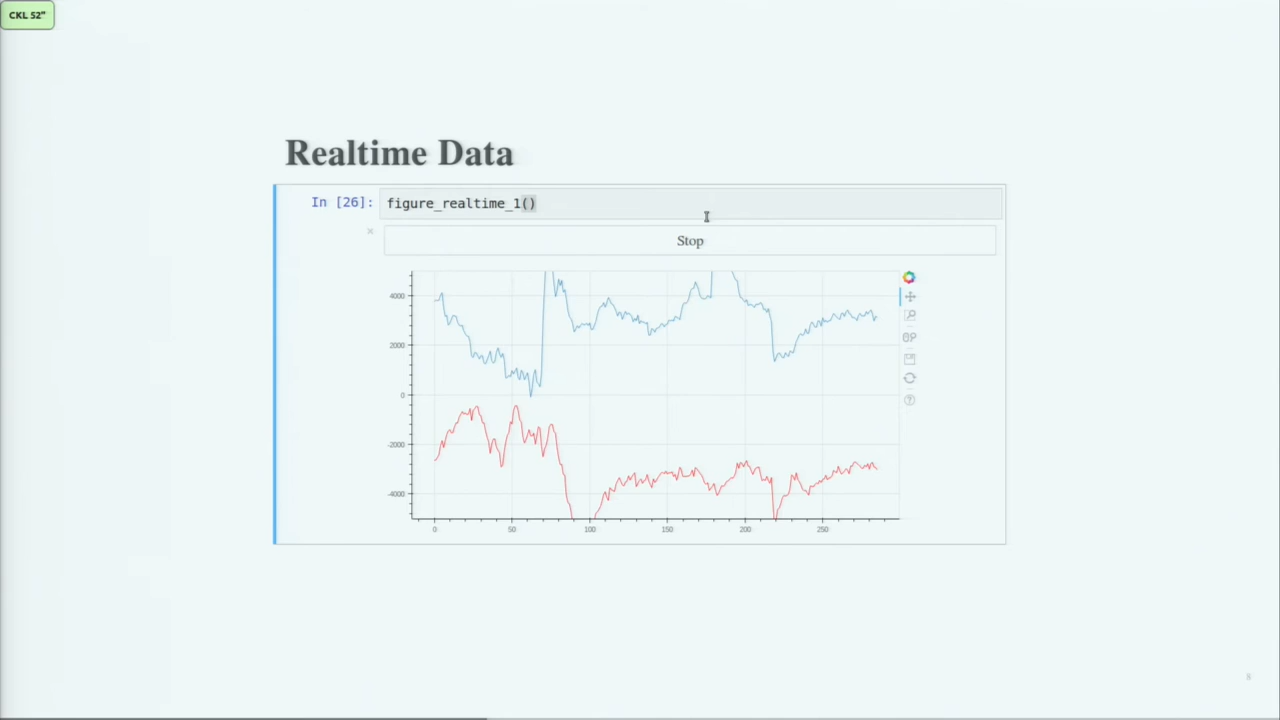 CKL 52"
Realtime Data
In [26]: figure_realtime_1()
×
Stop
4000
2000
0
-2000
-4000
0 50 100 150 200 250
8